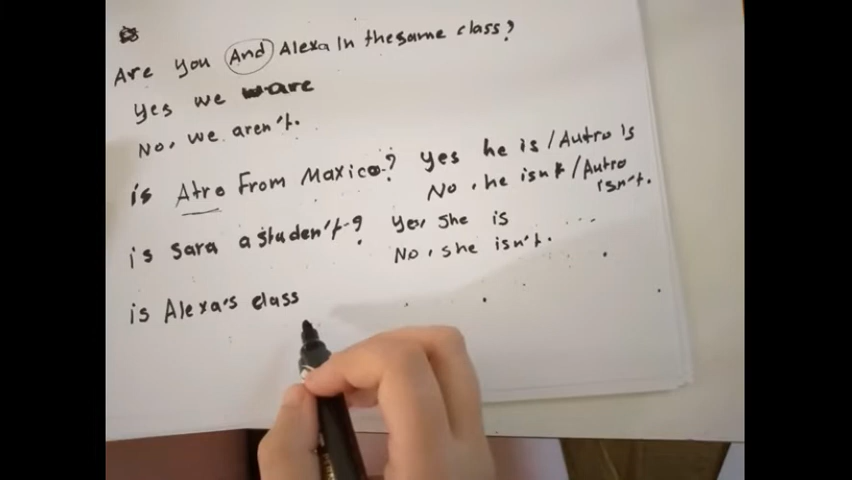 Are you And Alexa In the same class?
Yes we are
No, we aren't.
is Atro From Maxico? yes he is / Autro is
No, he isn't / Autro isn't.
is sara a studen't? yes, she is
No, she isn't.
is Alexa's class